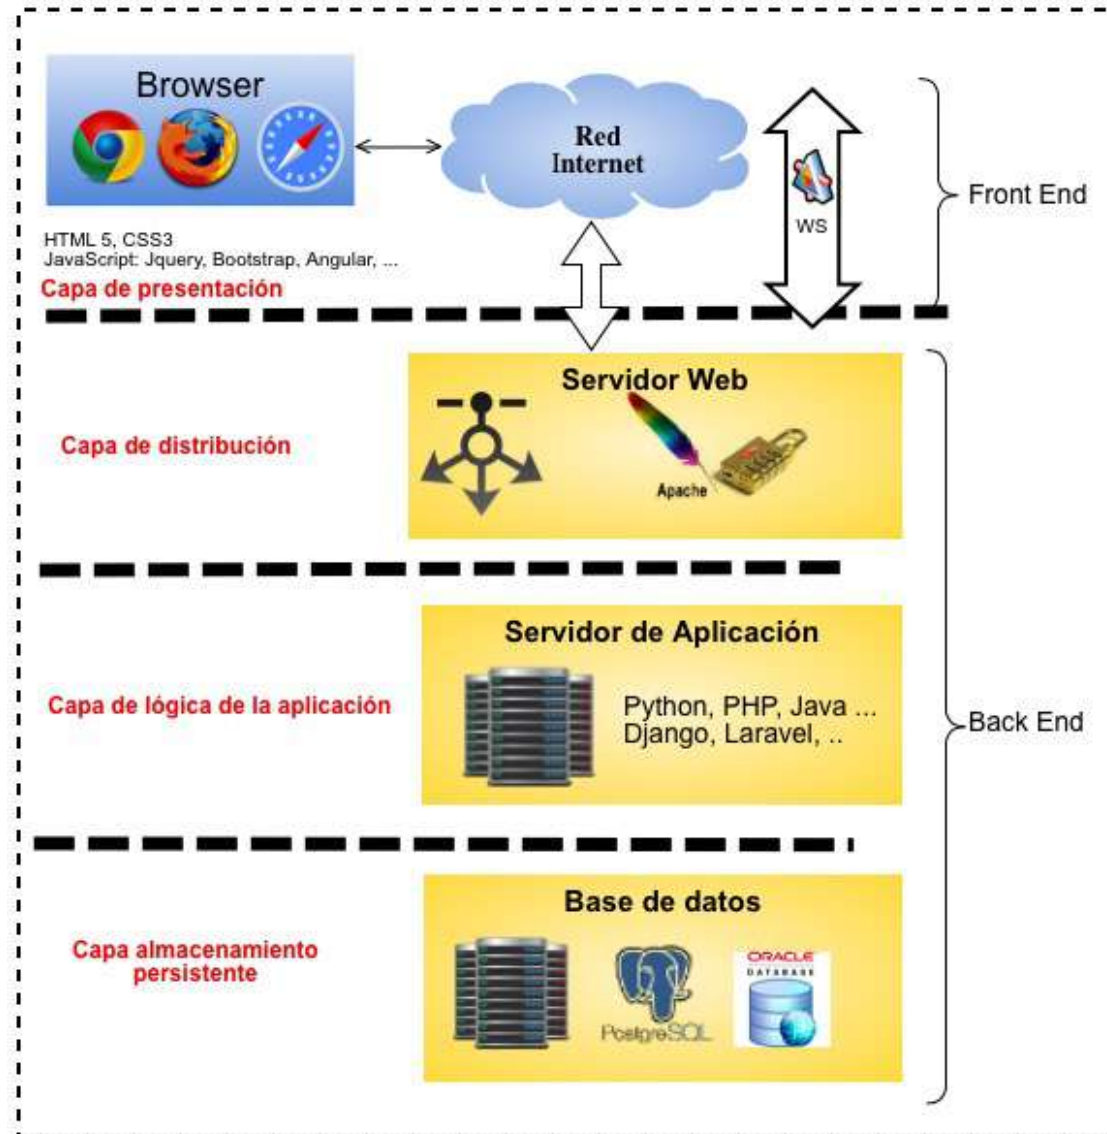 Browser
Red
Internet
WS
Front End
HTML 5, CSS3
JavaScript: Jquery, Bootstrap, Angular, ...
Capa de presentación
Servidor Web
Capa de distribución
Apache
Servidor de Aplicación
Capa de lógica de la aplicación
Python, PHP, Java ...
Django, Laravel, ..
Back End
Base de datos
Capa almacenamiento
persistente
ORACLE
DATABASE
PostgreSQL